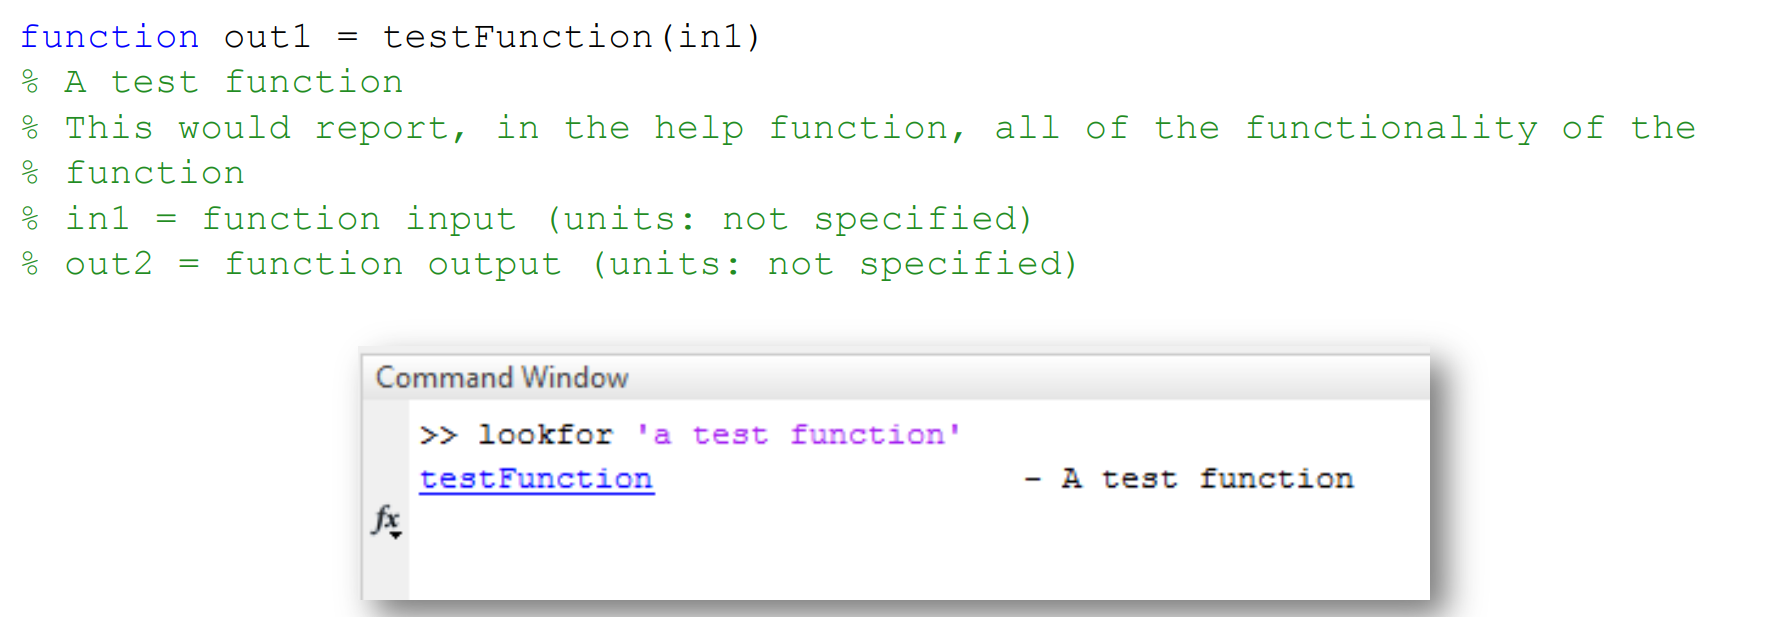 function out1 = testFunction(in1)
% A test function
% This would report, in the help function, all of the functionality of the
% function
% in1 = function input (units: not specified)
% out2 = function output (units: not specified)
Command Window
>> lookfor 'a test function'
testFunction - A test function
fx